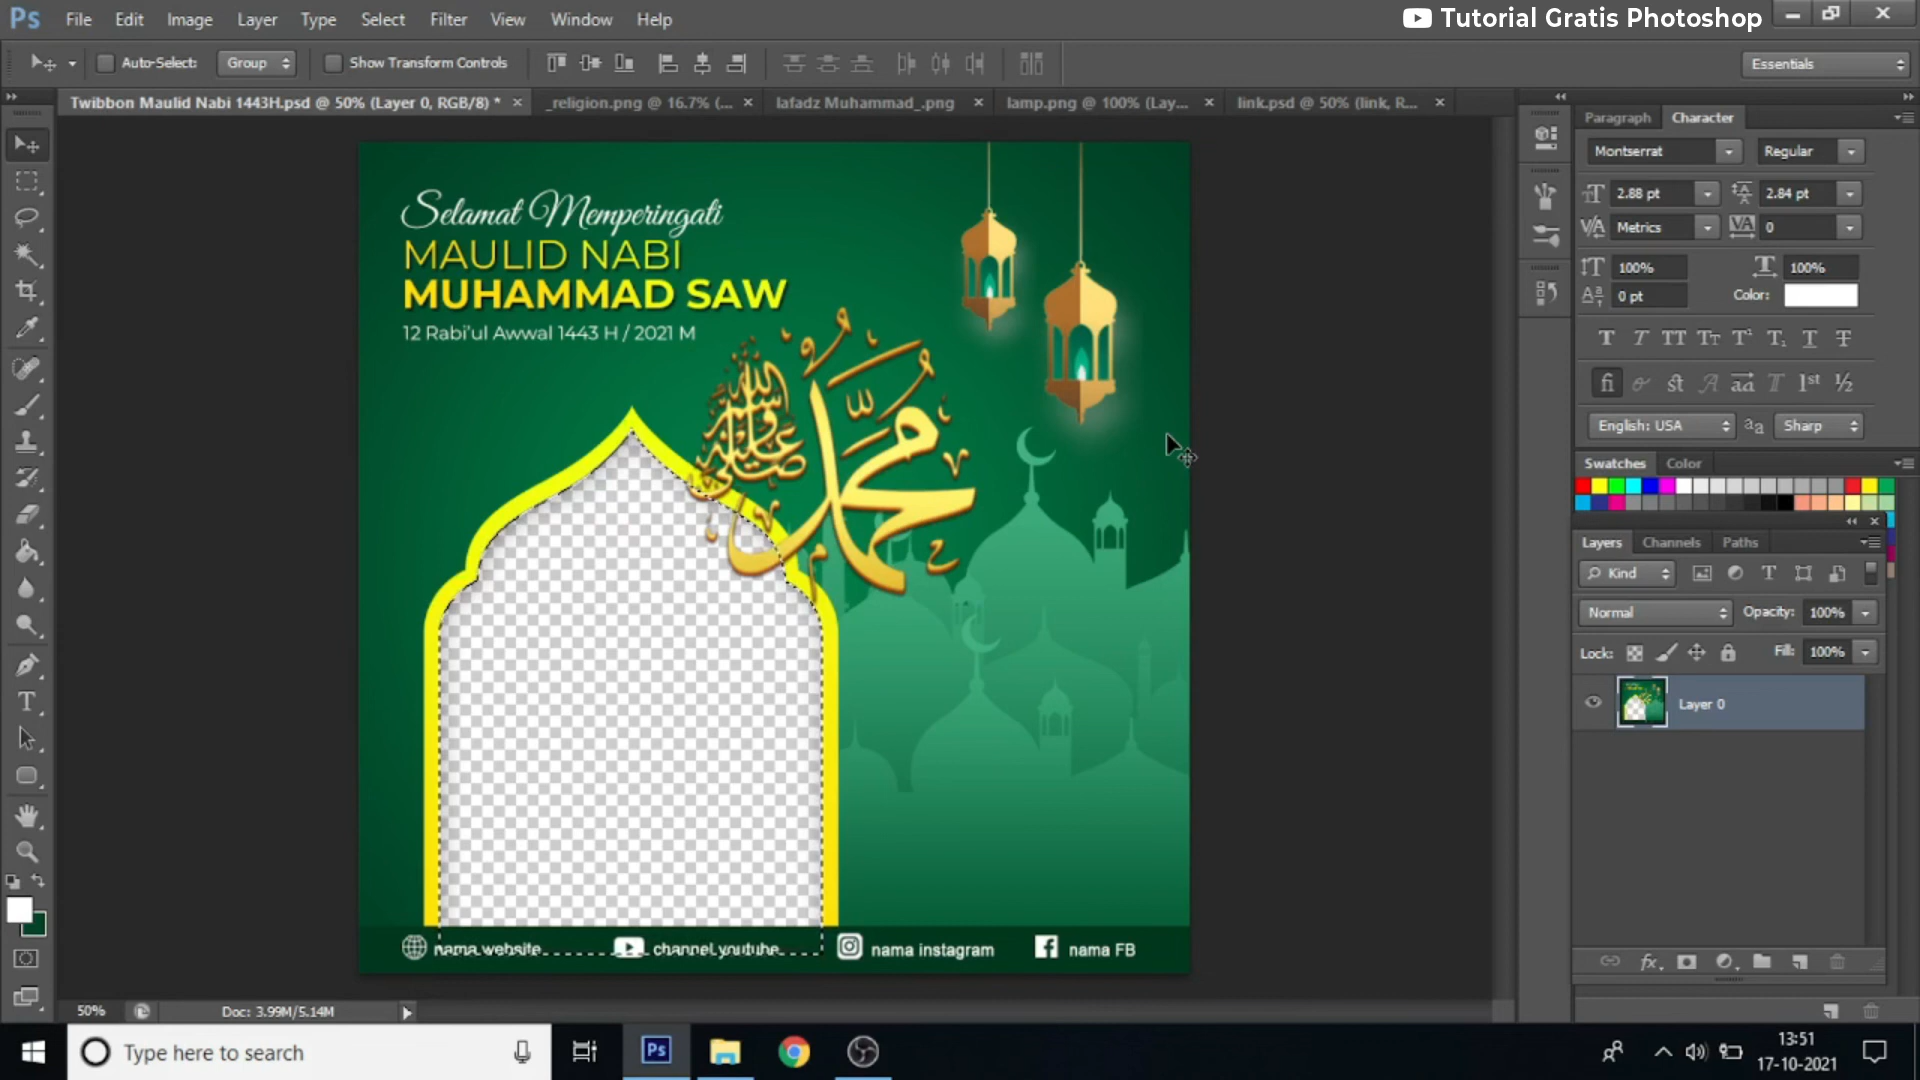 Ps File Edit Image Layer Type Select Filter View Window Help
Tutorial Gratis Photoshop
Auto-Select: Group Show Transform Controls
Essentials
Twibbon Maulid Nabi 1443H.psd @ 50% (Layer 0, RGB/8) * × _religion.png @ 16.7% (... × lafadz Muhammad_.png × lamp.png @ 100% (Lay... × link.psd @ 50% (link, R... ×
Paragraph Character
Montserrat Regular
2.88 pt 2.84 pt
Metrics 0
100% 100%
0 pt Color:
English: USA Sharp
Swatches Color
Layers Channels Paths
Kind
Normal Opacity: 100%
Lock: Fill: 100%
Layer 0
Selamat Memperingati
MAULID NABI
MUHAMMAD SAW
12 Rabi'ul Awwal 1443 H / 2021 M
محمد
صلى الله عليه وسلم
nama website channel youtube nama instagram nama FB
50% Doc: 3.99M/5.14M
Type here to search
Ps
13:51
17-10-2021